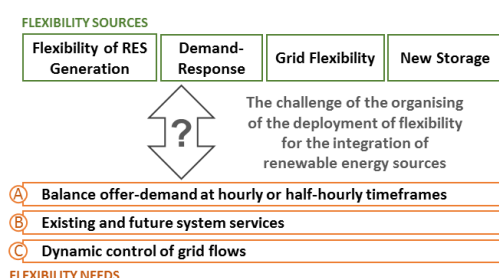 FLEXIBILITY SOURCES
Flexibility of RES Generation
Demand-Response
Grid Flexibility
New Storage
?
The challenge of the organising
of the deployment of flexibility
for the integration of
renewable energy sources
A Balance offer-demand at hourly or half-hourly timeframes
B Existing and future system services
C Dynamic control of grid flows
FLEXIBILITY NEEDS